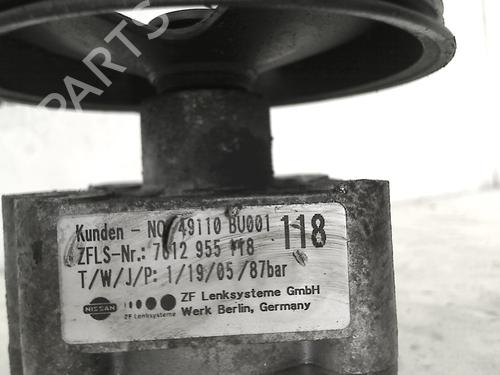 PARTS
Kunden - NO 49110 BU001
118
ZFLS-Nr.: 7612 955 118
T/W/J/P: 1/19/05 /87bar
NISSAN
ZF Lenksysteme
ZF Lenksysteme GmbH
Werk Berlin, Germany